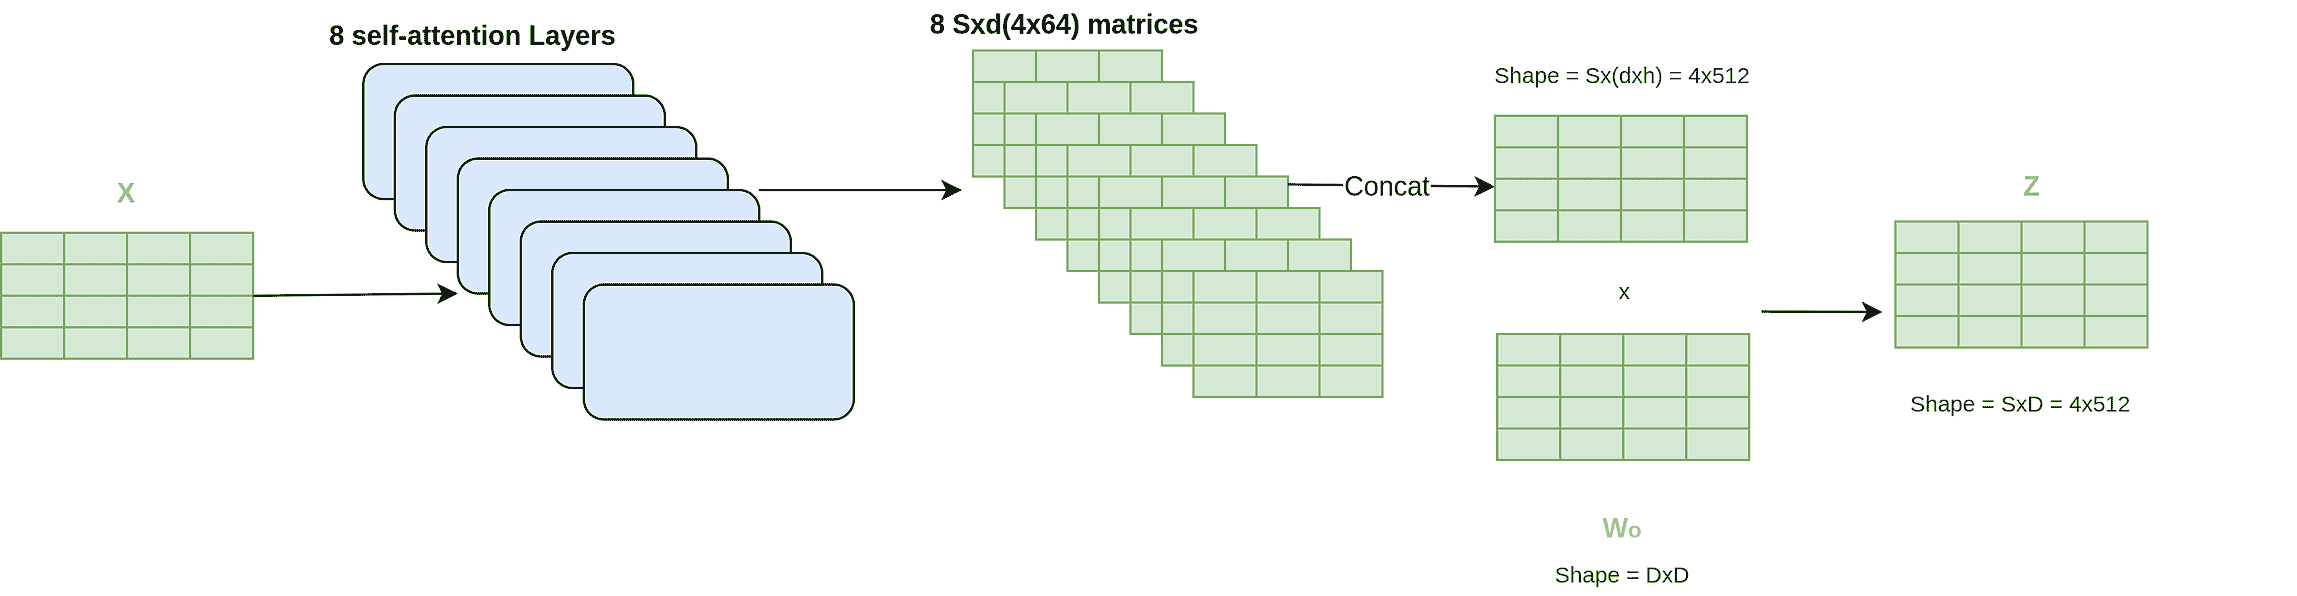 8 self-attention Layers
8 Sxd(4x64) matrices
Shape = Sx(dxh) = 4x512
X
Concat
Z
x
Shape = SxD = 4x512
Wo
Shape = DxD